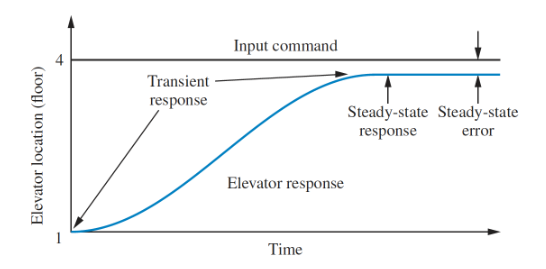 Input command
4
Transient
response
Steady-state Steady-state
response error
Elevator response
Elevator location (floor)
1
Time